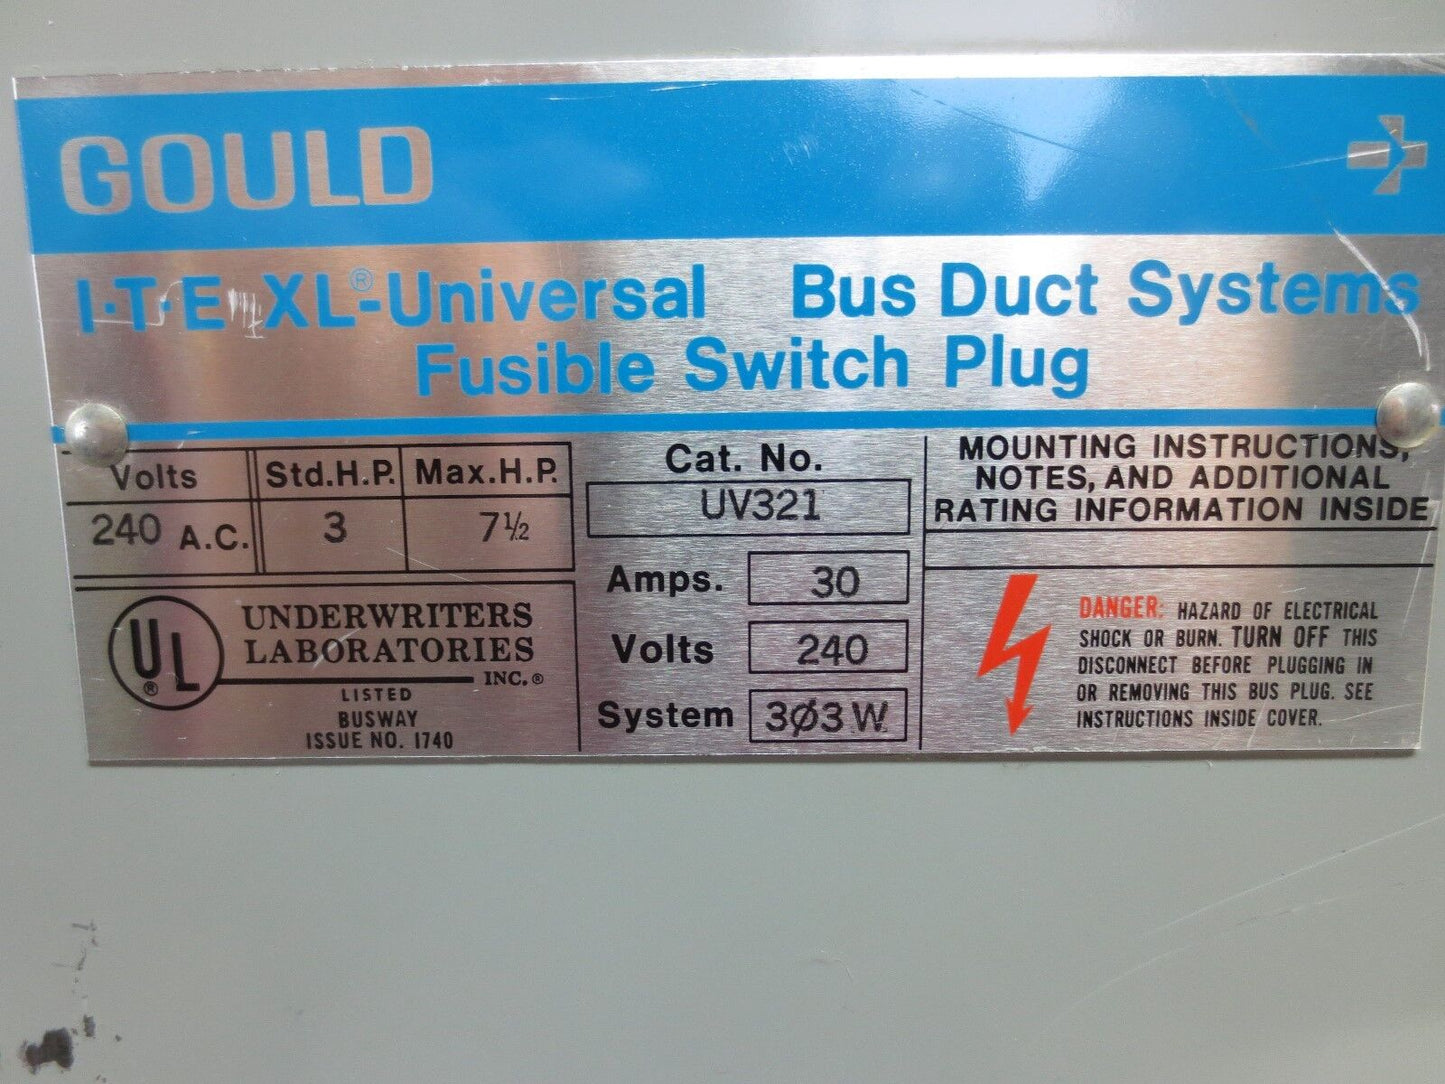 GOULD
I·T·E XL®-Universal Bus Duct Systems
Fusible Switch Plug
Volts Std.H.P. Max.H.P.
240 A.C. 3 7½
UL®
UNDERWRITERS
LABORATORIES
INC.®
LISTED
BUSWAY
ISSUE NO. 1740
Cat. No.
UV321
Amps. 30
Volts 240
System 3Ø3W
MOUNTING INSTRUCTIONS,
NOTES, AND ADDITIONAL
RATING INFORMATION INSIDE
DANGER: HAZARD OF ELECTRICAL
SHOCK OR BURN. TURN OFF THIS
DISCONNECT BEFORE PLUGGING IN
OR REMOVING THIS BUS PLUG. SEE
INSTRUCTIONS INSIDE COVER.